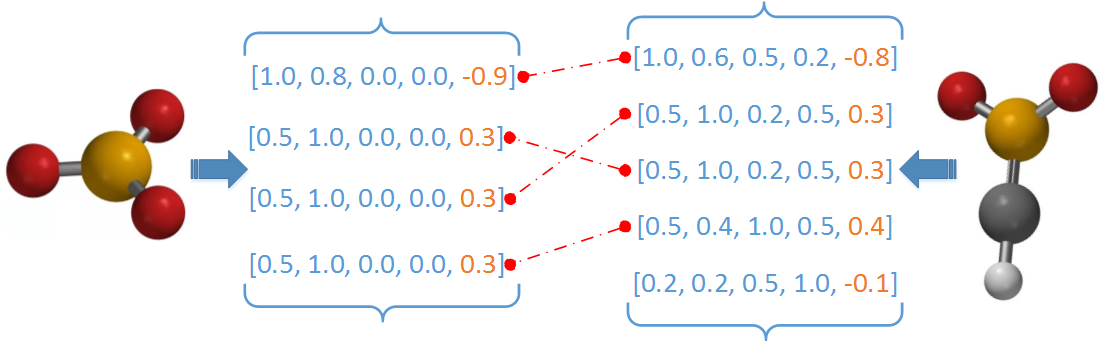 [1.0, 0.8, 0.0, 0.0, -0.9]
[0.5, 1.0, 0.0, 0.0, 0.3]
[0.5, 1.0, 0.0, 0.0, 0.3]
[0.5, 1.0, 0.0, 0.0, 0.3]
[1.0, 0.6, 0.5, 0.2, -0.8]
[0.5, 1.0, 0.2, 0.5, 0.3]
[0.5, 1.0, 0.2, 0.5, 0.3]
[0.5, 0.4, 1.0, 0.5, 0.4]
[0.2, 0.2, 0.5, 1.0, -0.1]